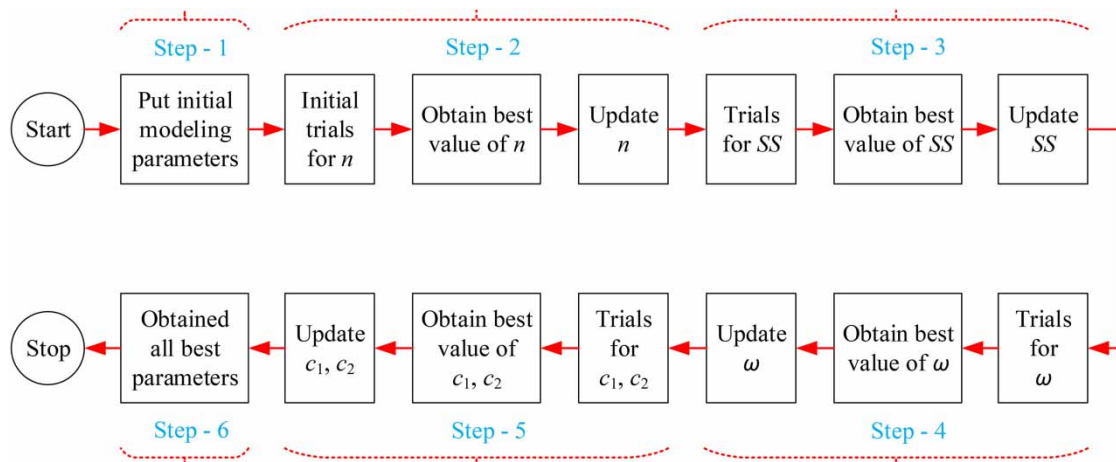 Step - 1
Step - 2
Step - 3
Start
Put initial
modeling
parameters
Initial
trials
for n
Obtain best
value of n
Update
n
Trials
for SS
Obtain best
value of SS
Update
SS
Trials
for
ω
Obtain best
value of ω
Update
ω
Trials
for
c₁, c₂
Obtain best
value of
c₁, c₂
Update
c₁, c₂
Obtained
all best
parameters
Stop
Step - 6
Step - 5
Step - 4